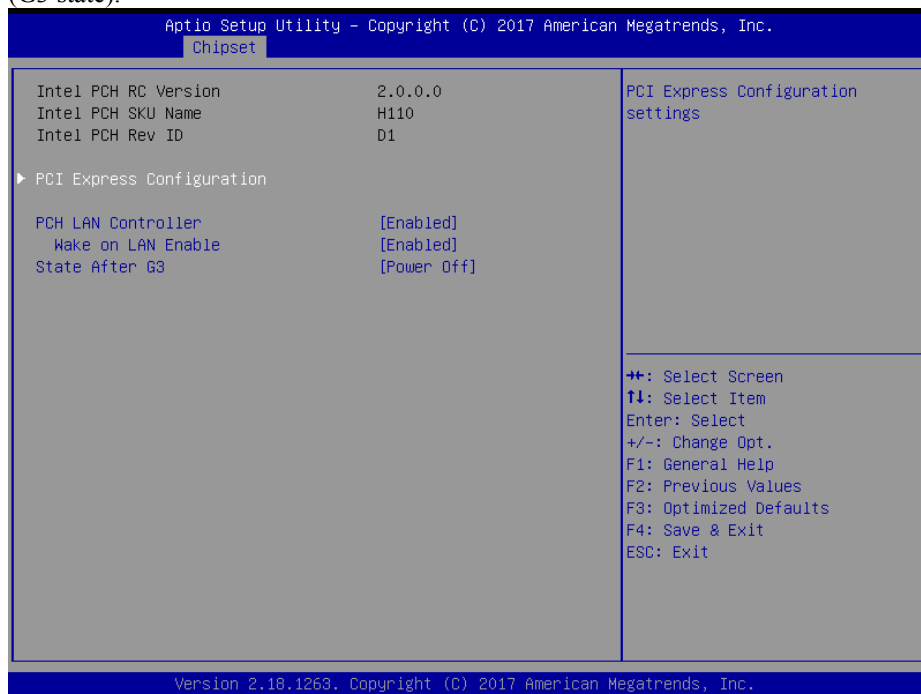 (G3 state).
Aptio Setup Utility – Copyright (C) 2017 American Megatrends, Inc.
Chipset
Intel PCH RC Version 2.0.0.0
Intel PCH SKU Name H110
Intel PCH Rev ID D1
PCI Express Configuration
PCH LAN Controller [Enabled]
Wake on LAN Enable [Enabled]
State After G3 [Power Off]
PCI Express Configuration
settings
→←: Select Screen
↑↓: Select Item
Enter: Select
+/-: Change Opt.
F1: General Help
F2: Previous Values
F3: Optimized Defaults
F4: Save & Exit
ESC: Exit
Version 2.18.1263. Copyright (C) 2017 American Megatrends, Inc.